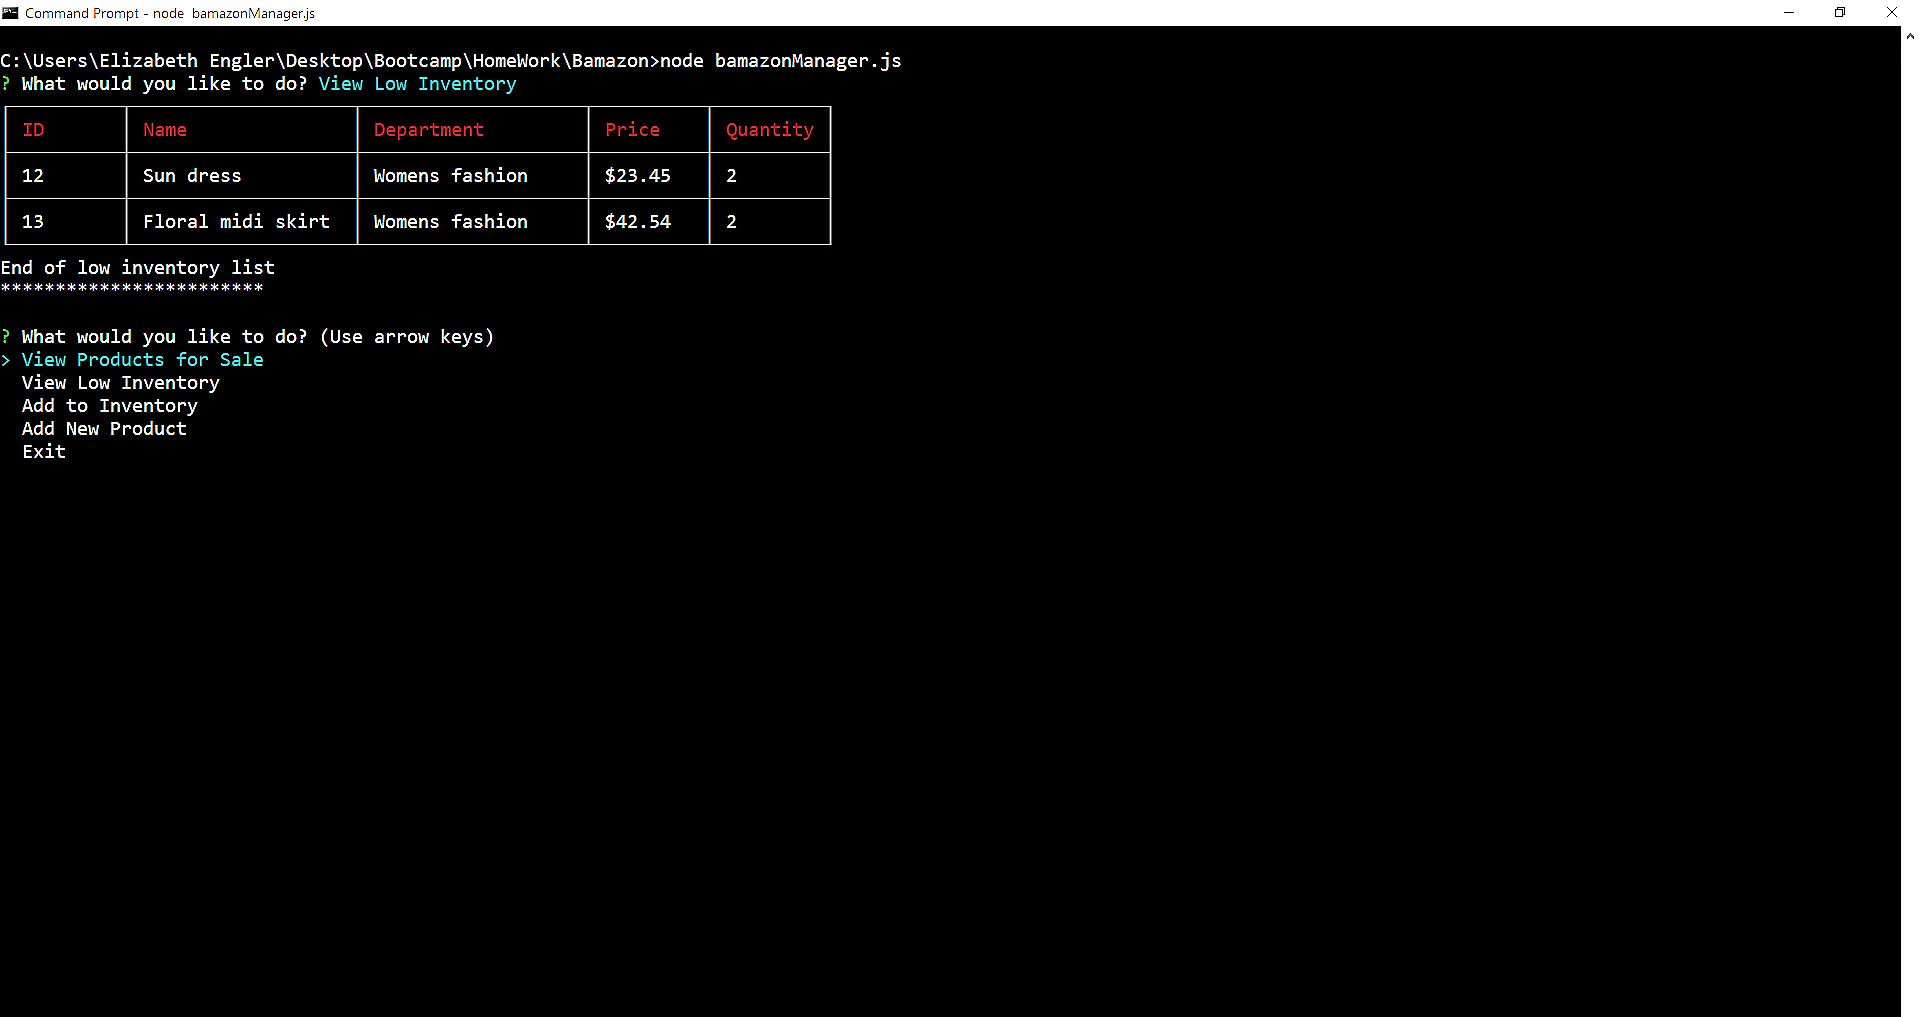 Command Prompt - node  bamazonManager.js
C:\Users\Elizabeth Engler\Desktop\Bootcamp\HomeWork\Bamazon>node bamazonManager.js
? What would you like to do? View Low Inventory
ID Name Department Price Quantity
12 Sun dress Womens fashion $23.45 2
13 Floral midi skirt Womens fashion $42.54 2
End of low inventory list
************************
? What would you like to do? (Use arrow keys)
> View Products for Sale
View Low Inventory
Add to Inventory
Add New Product
Exit